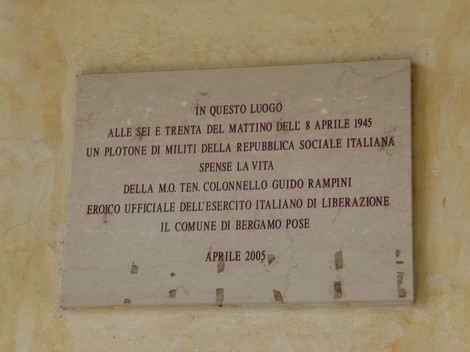 IN QUESTO LUOGO
ALLE SEI E TRENTA DEL MATTINO DELL' 8 APRILE 1945
UN PLOTONE DI MILITI DELLA REPUBBLICA SOCIALE ITALIANA
SPENSE LA VITA
DELLA M.O. TEN. COLONNELLO GUIDO RAMPINI
EROICO UFFICIALE DELL'ESERCITO ITALIANO DI LIBERAZIONE
IL COMUNE DI BERGAMO POSE
APRILE 2005